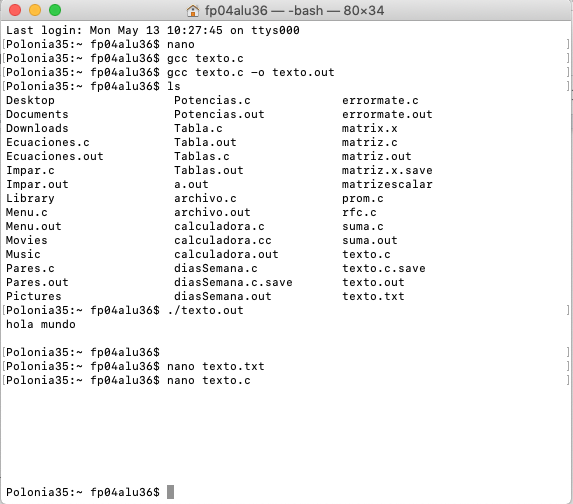 fp04alu36 — -bash — 80×34
Last login: Mon May 13 10:27:45 on ttys000
[Polonia35:~ fp04alu36$ nano ]
[Polonia35:~ fp04alu36$ gcc texto.c ]
[Polonia35:~ fp04alu36$ gcc texto.c -o texto.out ]
[Polonia35:~ fp04alu36$ ls ]
Desktop Potencias.c errormate.c
Documents Potencias.out errormate.out
Downloads Tabla.c matrix.x
Ecuaciones.c Tabla.out matriz.c
Ecuaciones.out Tablas.c matriz.out
Impar.c Tablas.out matriz.x.save
Impar.out a.out matrizescalar
Library archivo.c prom.c
Menu.c archivo.out rfc.c
Menu.out calculadora.c suma.c
Movies calculadora.cc suma.out
Music calculadora.out texto.c
Pares.c diasSemana.c texto.c.save
Pares.out diasSemana.c.save texto.out
Pictures diasSemana.out texto.txt
[Polonia35:~ fp04alu36$ ./texto.out ]
hola mundo
[Polonia35:~ fp04alu36$ ]
[Polonia35:~ fp04alu36$ nano texto.txt ]
[Polonia35:~ fp04alu36$ nano texto.c ]
Polonia35:~ fp04alu36$